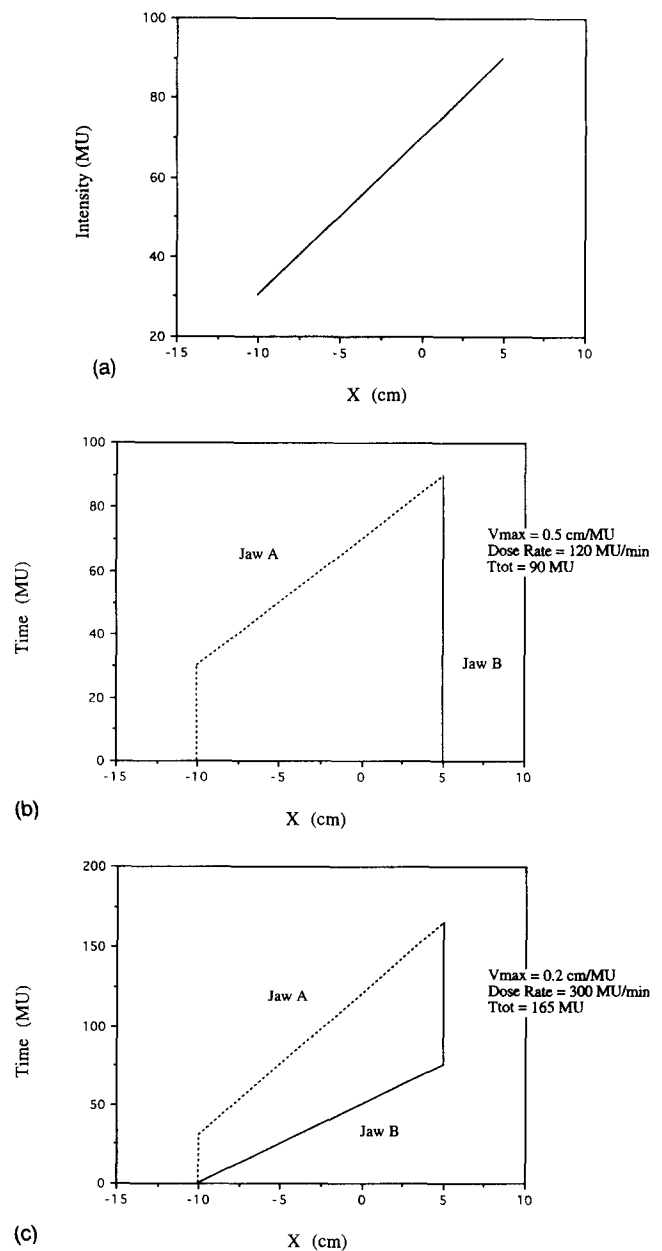 100
80
60
40
20
Intensity (MU)
-15
-10
-5
0
5
10
(a)
X (cm)
100
80
60
40
20
0
Time (MU)
Jaw A
Jaw B
Vmax = 0.5 cm/MU
Dose Rate = 120 MU/min
Ttot = 90 MU
-15
-10
-5
0
5
10
(b)
X (cm)
200
150
100
50
0
Time (MU)
Jaw A
Jaw B
Vmax = 0.2 cm/MU
Dose Rate = 300 MU/min
Ttot = 165 MU
-15
-10
-5
0
5
10
(c)
X (cm)